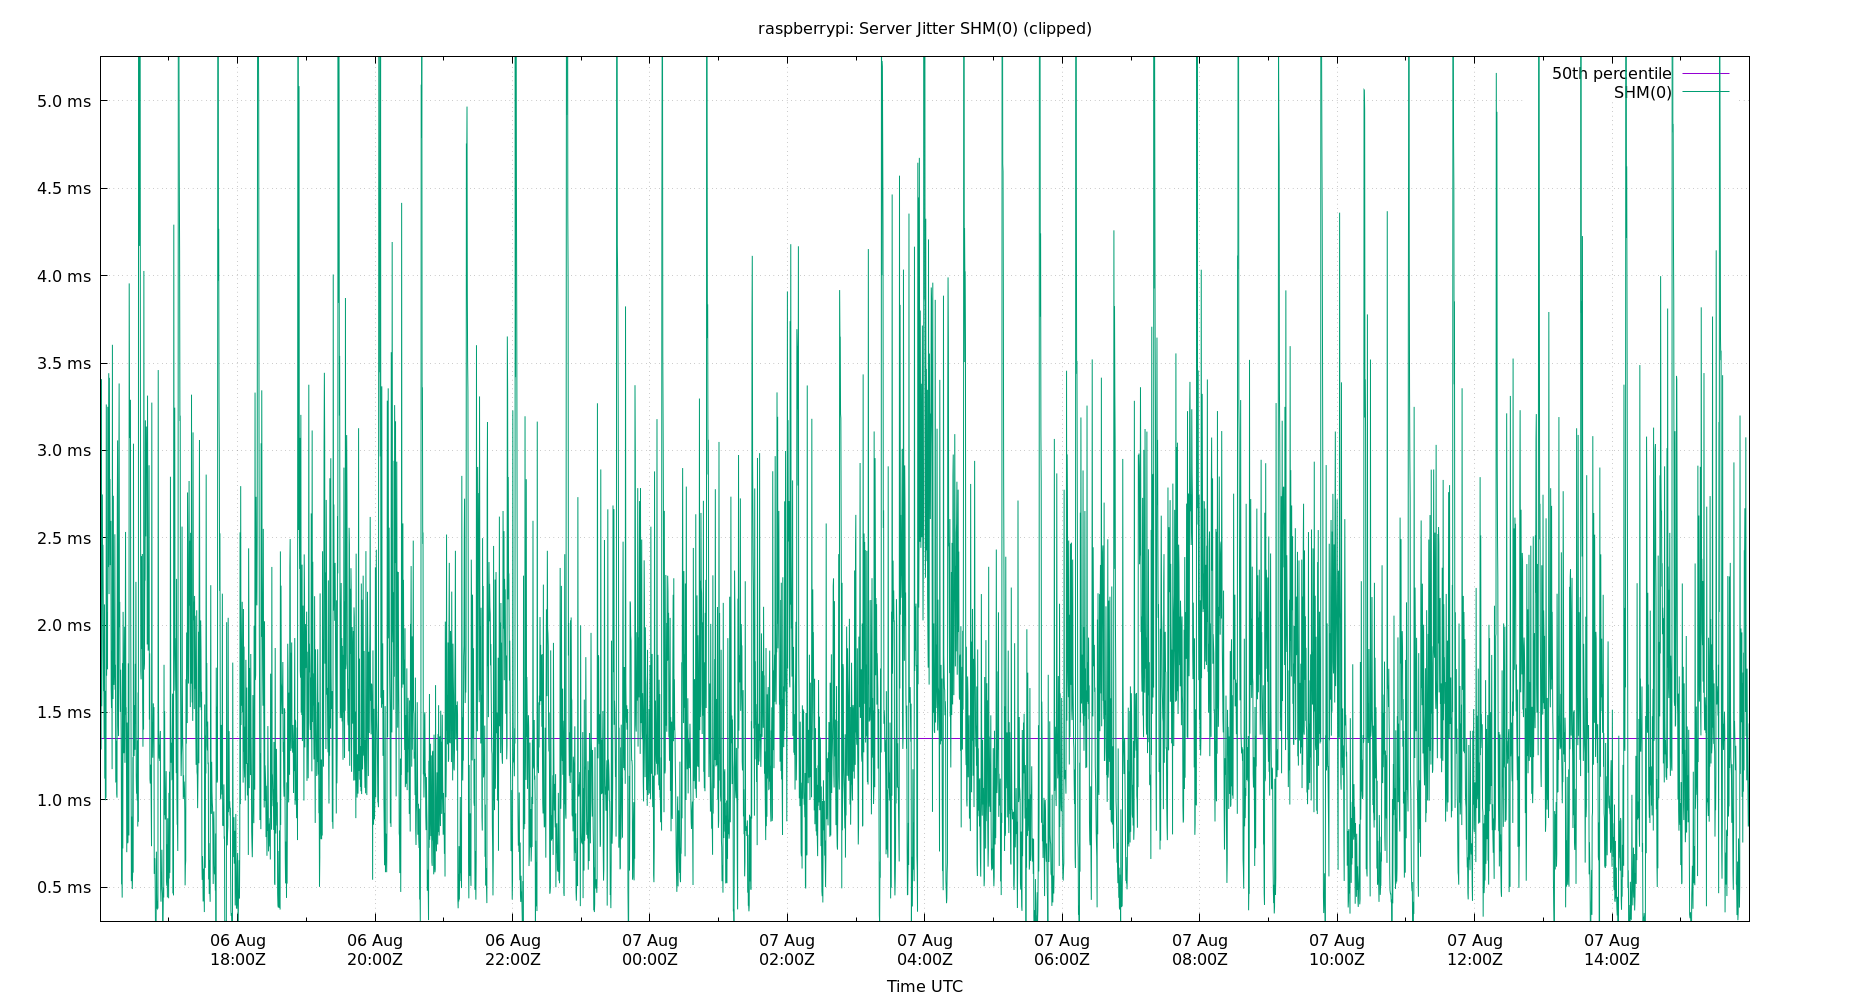 raspberrypi: Server Jitter SHM(0) (clipped)
50th percentile
SHM(0)
5.0 ms
4.5 ms
4.0 ms
3.5 ms
3.0 ms
2.5 ms
2.0 ms
1.5 ms
1.0 ms
0.5 ms
06 Aug 06 Aug 06 Aug 07 Aug 07 Aug 07 Aug 07 Aug 07 Aug 07 Aug 07 Aug 07 Aug
18:00Z 20:00Z 22:00Z 00:00Z 02:00Z 04:00Z 06:00Z 08:00Z 10:00Z 12:00Z 14:00Z
Time UTC